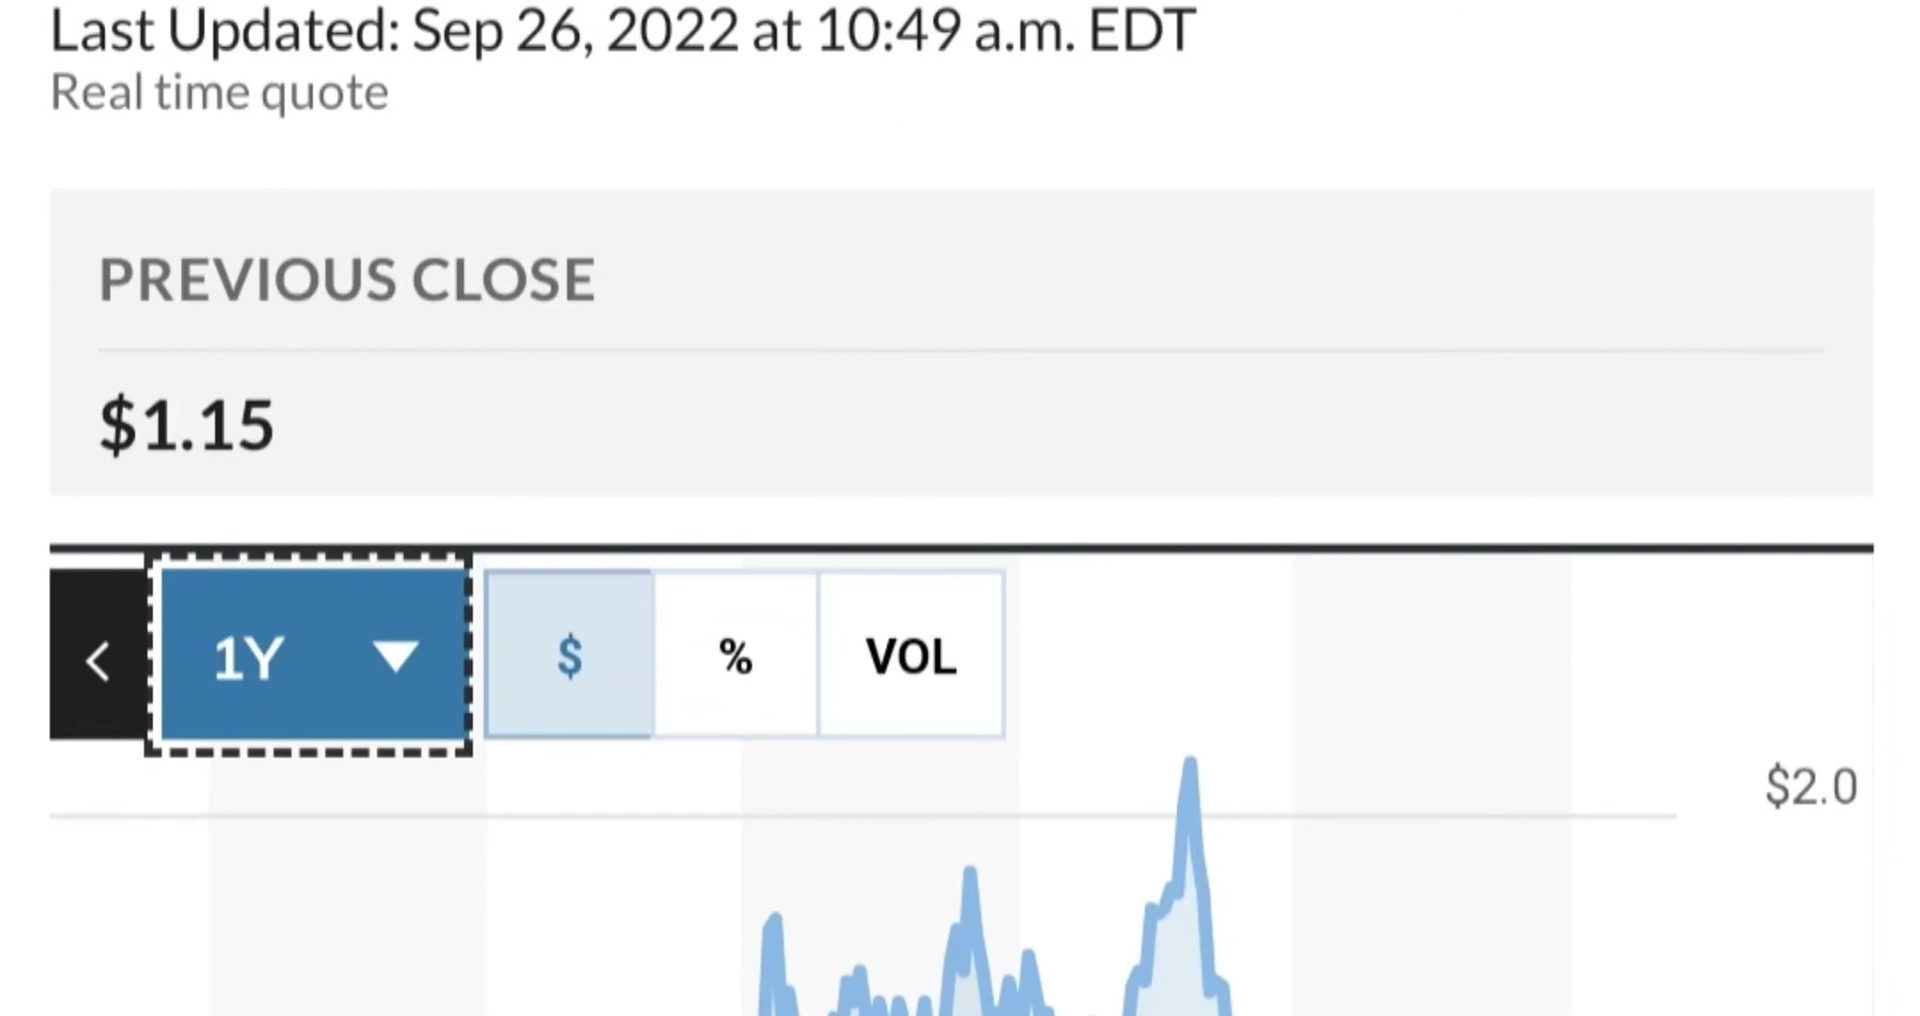 Last Updated: Sep 26, 2022 at 10:49 a.m. EDT
Real time quote
PREVIOUS CLOSE
$1.15
1Y
$ % VOL
$2.0